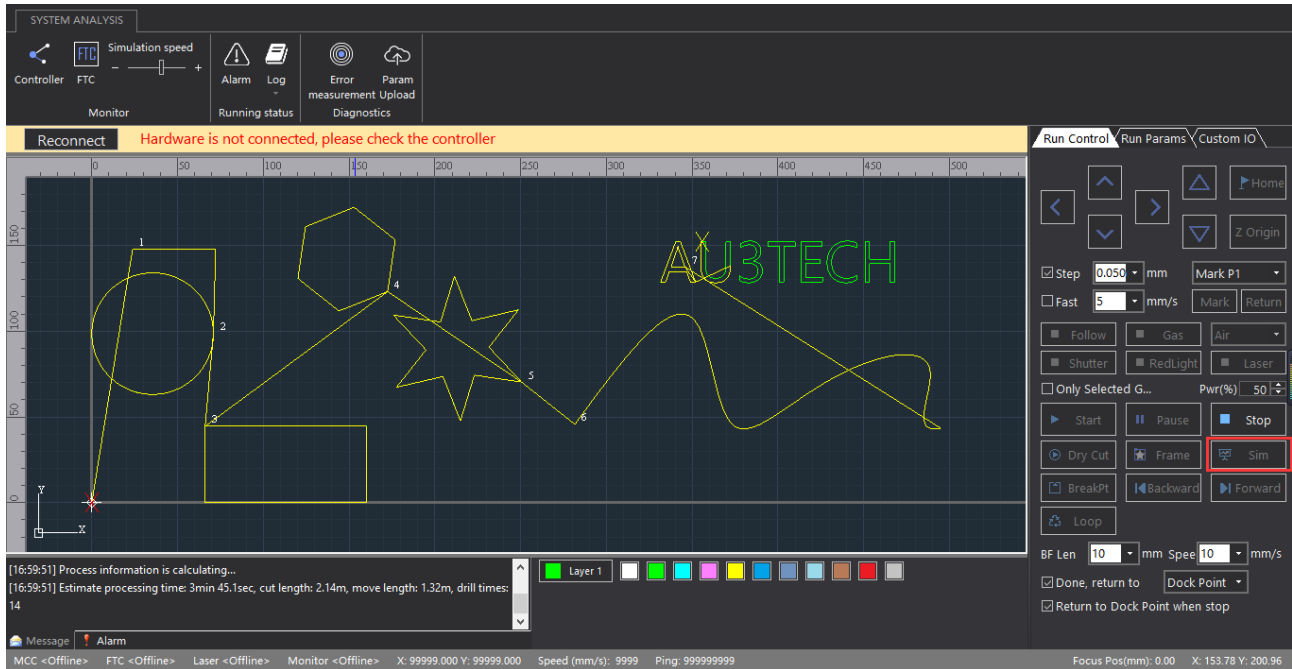 SYSTEM ANALYSIS
FTC Simulation speed
- +
Controller FTC Alarm Log Error measurement Param Upload
Monitor Running status Diagnostics
Reconnect Hardware is not connected, please check the controller
Run Control Run Params Custom IO
0 50 100 150 200 250 300 350 400 450 500
Home
Z Origin
150
100
50
0
1
2
3
4
5
6
7
AU3TECH
Y
X
Step 0.050 mm Mark P1
Fast 5 mm/s Mark Return
Follow Gas Air
Shutter RedLight Laser
Only Selected G... Pwr(%) 50
Start Pause Stop
Dry Cut Frame Sim
BreakPt Backward Forward
Loop
BF Len 10 mm Spee 10 mm/s
Done, return to Dock Point
Return to Dock Point when stop
[16:59:51] Process information is calculating...
[16:59:51] Estimate processing time: 3min 45.1sec, cut length: 2.14m, move length: 1.32m, drill times:
14
Layer 1
Message Alarm
MCC <Offline> FTC <Offline> Laser <Offline> Monitor <Offline> X: 99999.000 Y: 99999.000 Speed (mm/s): 9999 Ping: 999999999 Focus Pos(mm): 0.00 X: 153.78 Y: 200.96